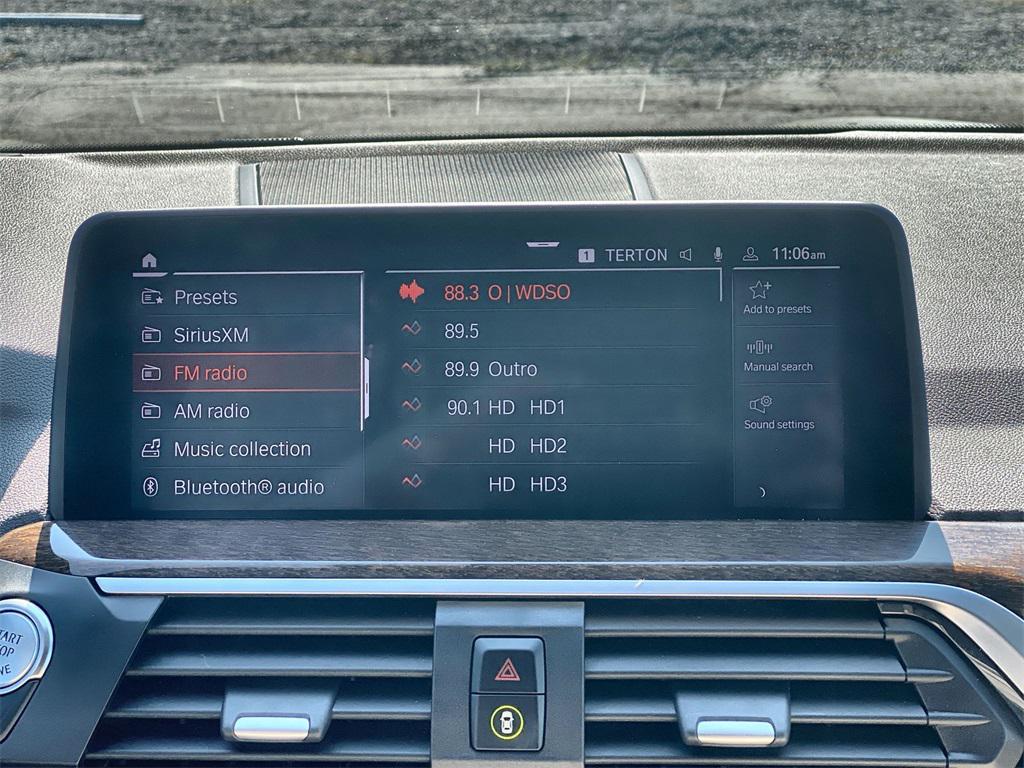 1 TERTON 11:06am
Presets
SiriusXM
FM radio
AM radio
Music collection
Bluetooth® audio
88.3 O | WDSO
89.5
89.9 Outro
90.1 HD HD1
HD HD2
HD HD3
Add to presets
Manual search
Sound settings